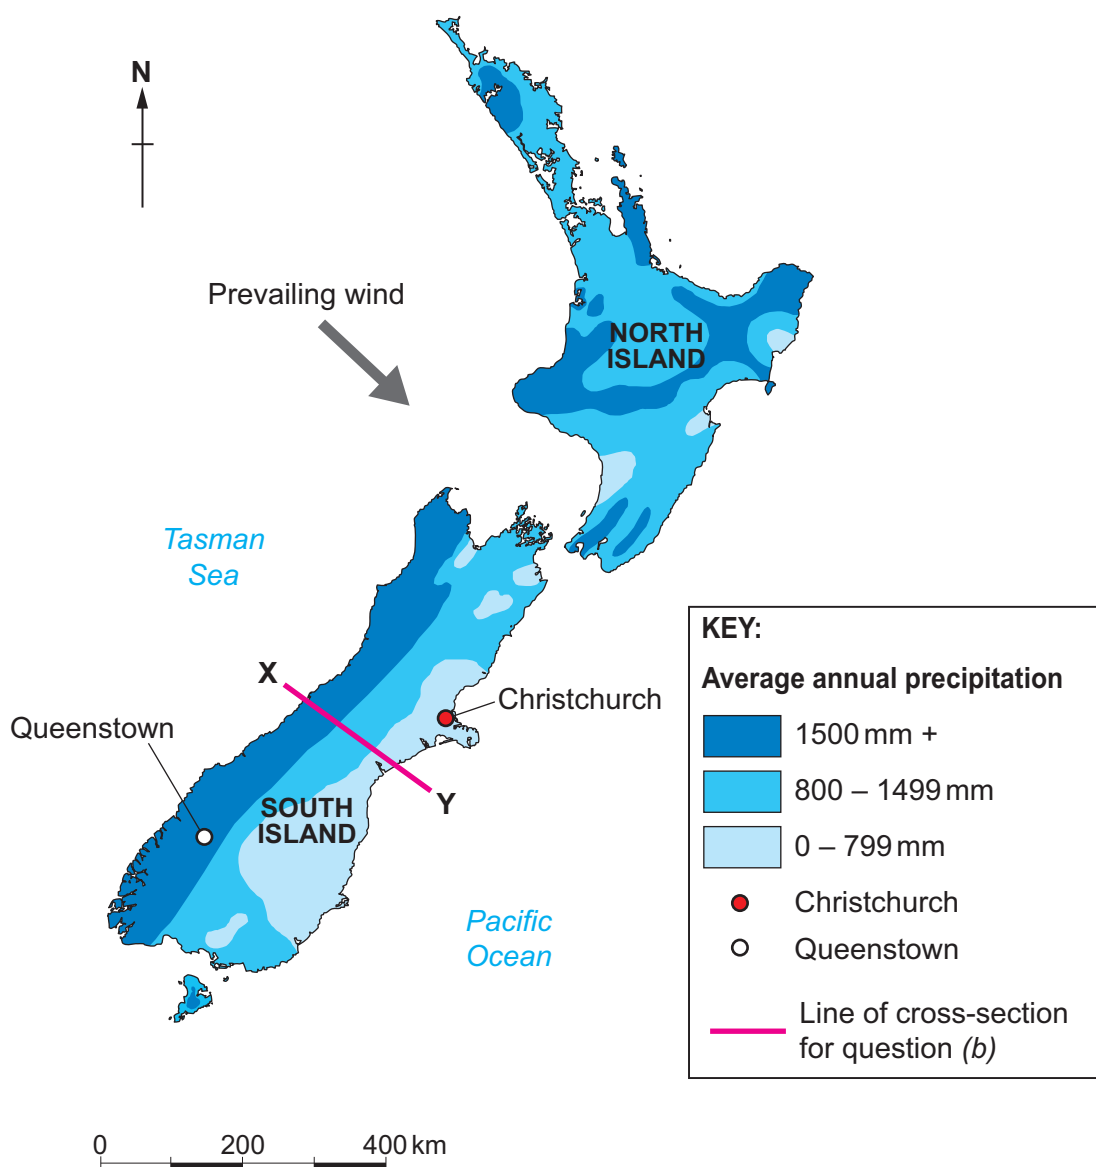 N
Prevailing wind
NORTH
ISLAND
Tasman
Sea
X
Christchurch
Queenstown
Y
SOUTH
ISLAND
Pacific
Ocean
KEY:
Average annual precipitation
1500 mm +
800 – 1499 mm
0 – 799 mm
Christchurch
Queenstown
Line of cross-section
for question (b)
0 200 400 km